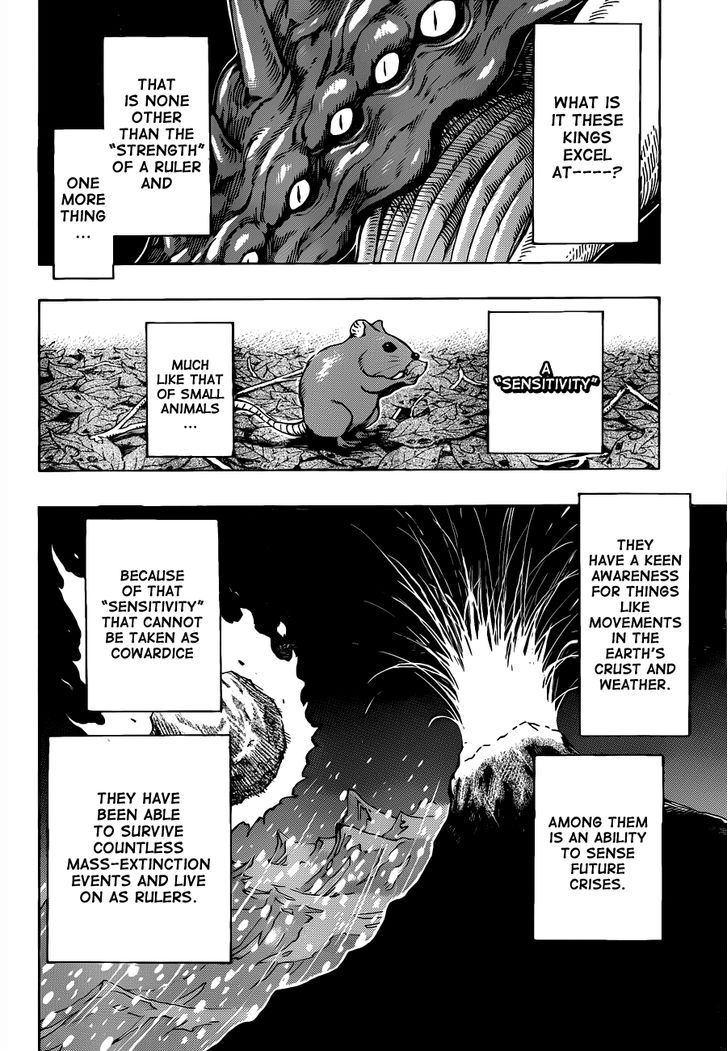 WHAT IS
IT THESE
KINGS
EXCEL
AT----?
THAT
IS NONE
OTHER
THAN THE
"STRENGTH"
OF A RULER
AND
ONE
MORE
THING
...
A
"SENSITIVITY"
MUCH
LIKE THAT
OF SMALL
ANIMALS
...
THEY
HAVE A KEEN
AWARENESS
FOR THINGS
LIKE
MOVEMENTS
IN THE
EARTH'S
CRUST AND
WEATHER.
AMONG THEM
IS AN ABILITY
TO SENSE
FUTURE
CRISES.
BECAUSE
OF THAT
"SENSITIVITY"
THAT CANNOT
BE TAKEN AS
COWARDICE
THEY HAVE
BEEN ABLE
TO SURVIVE
COUNTLESS
MASS-EXTINCTION
EVENTS AND LIVE
ON AS RULERS.